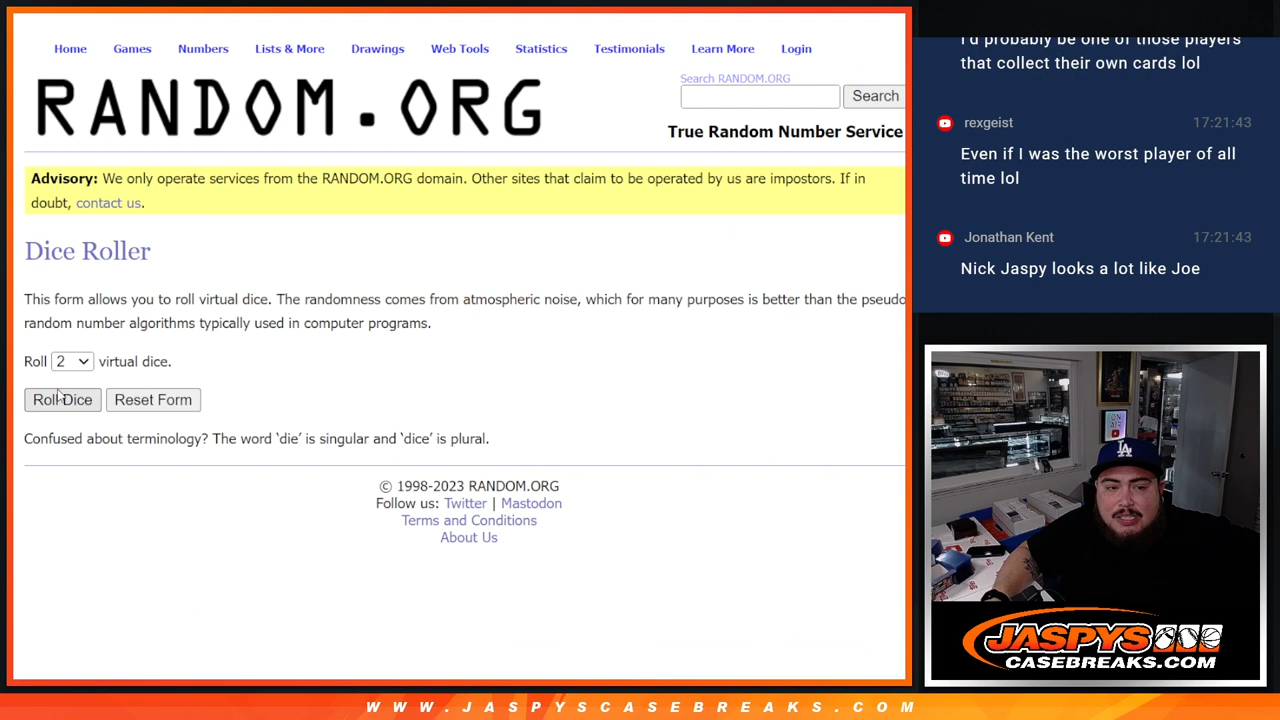 Home Games Numbers Lists & More Drawings Web Tools Statistics Testimonials Learn More Login
RANDOM.ORG
Search RANDOM.ORG
Search
True Random Number Service
Advisory: We only operate services from the RANDOM.ORG domain. Other sites that claim to be operated by us are impostors. If in
doubt, contact us.
Dice Roller
This form allows you to roll virtual dice. The randomness comes from atmospheric noise, which for many purposes is better than the pseudo
random number algorithms typically used in computer programs.
Roll 2 virtual dice.
Roll Dice Reset Form
Confused about terminology? The word ‘die’ is singular and ‘dice’ is plural.
© 1998-2023 RANDOM.ORG
Follow us: Twitter | Mastodon
Terms and Conditions
About Us
I'd probably be one of those players
that collect their own cards lol
rexgeist 17:21:43
Even if I was the worst player of all
time lol
Jonathan Kent 17:21:43
Nick Jaspy looks a lot like Joe
ON
AIR
LA
JASPYS
CASEBREAKS.COM
WWW.JASPYSCASEBREAKS.COM